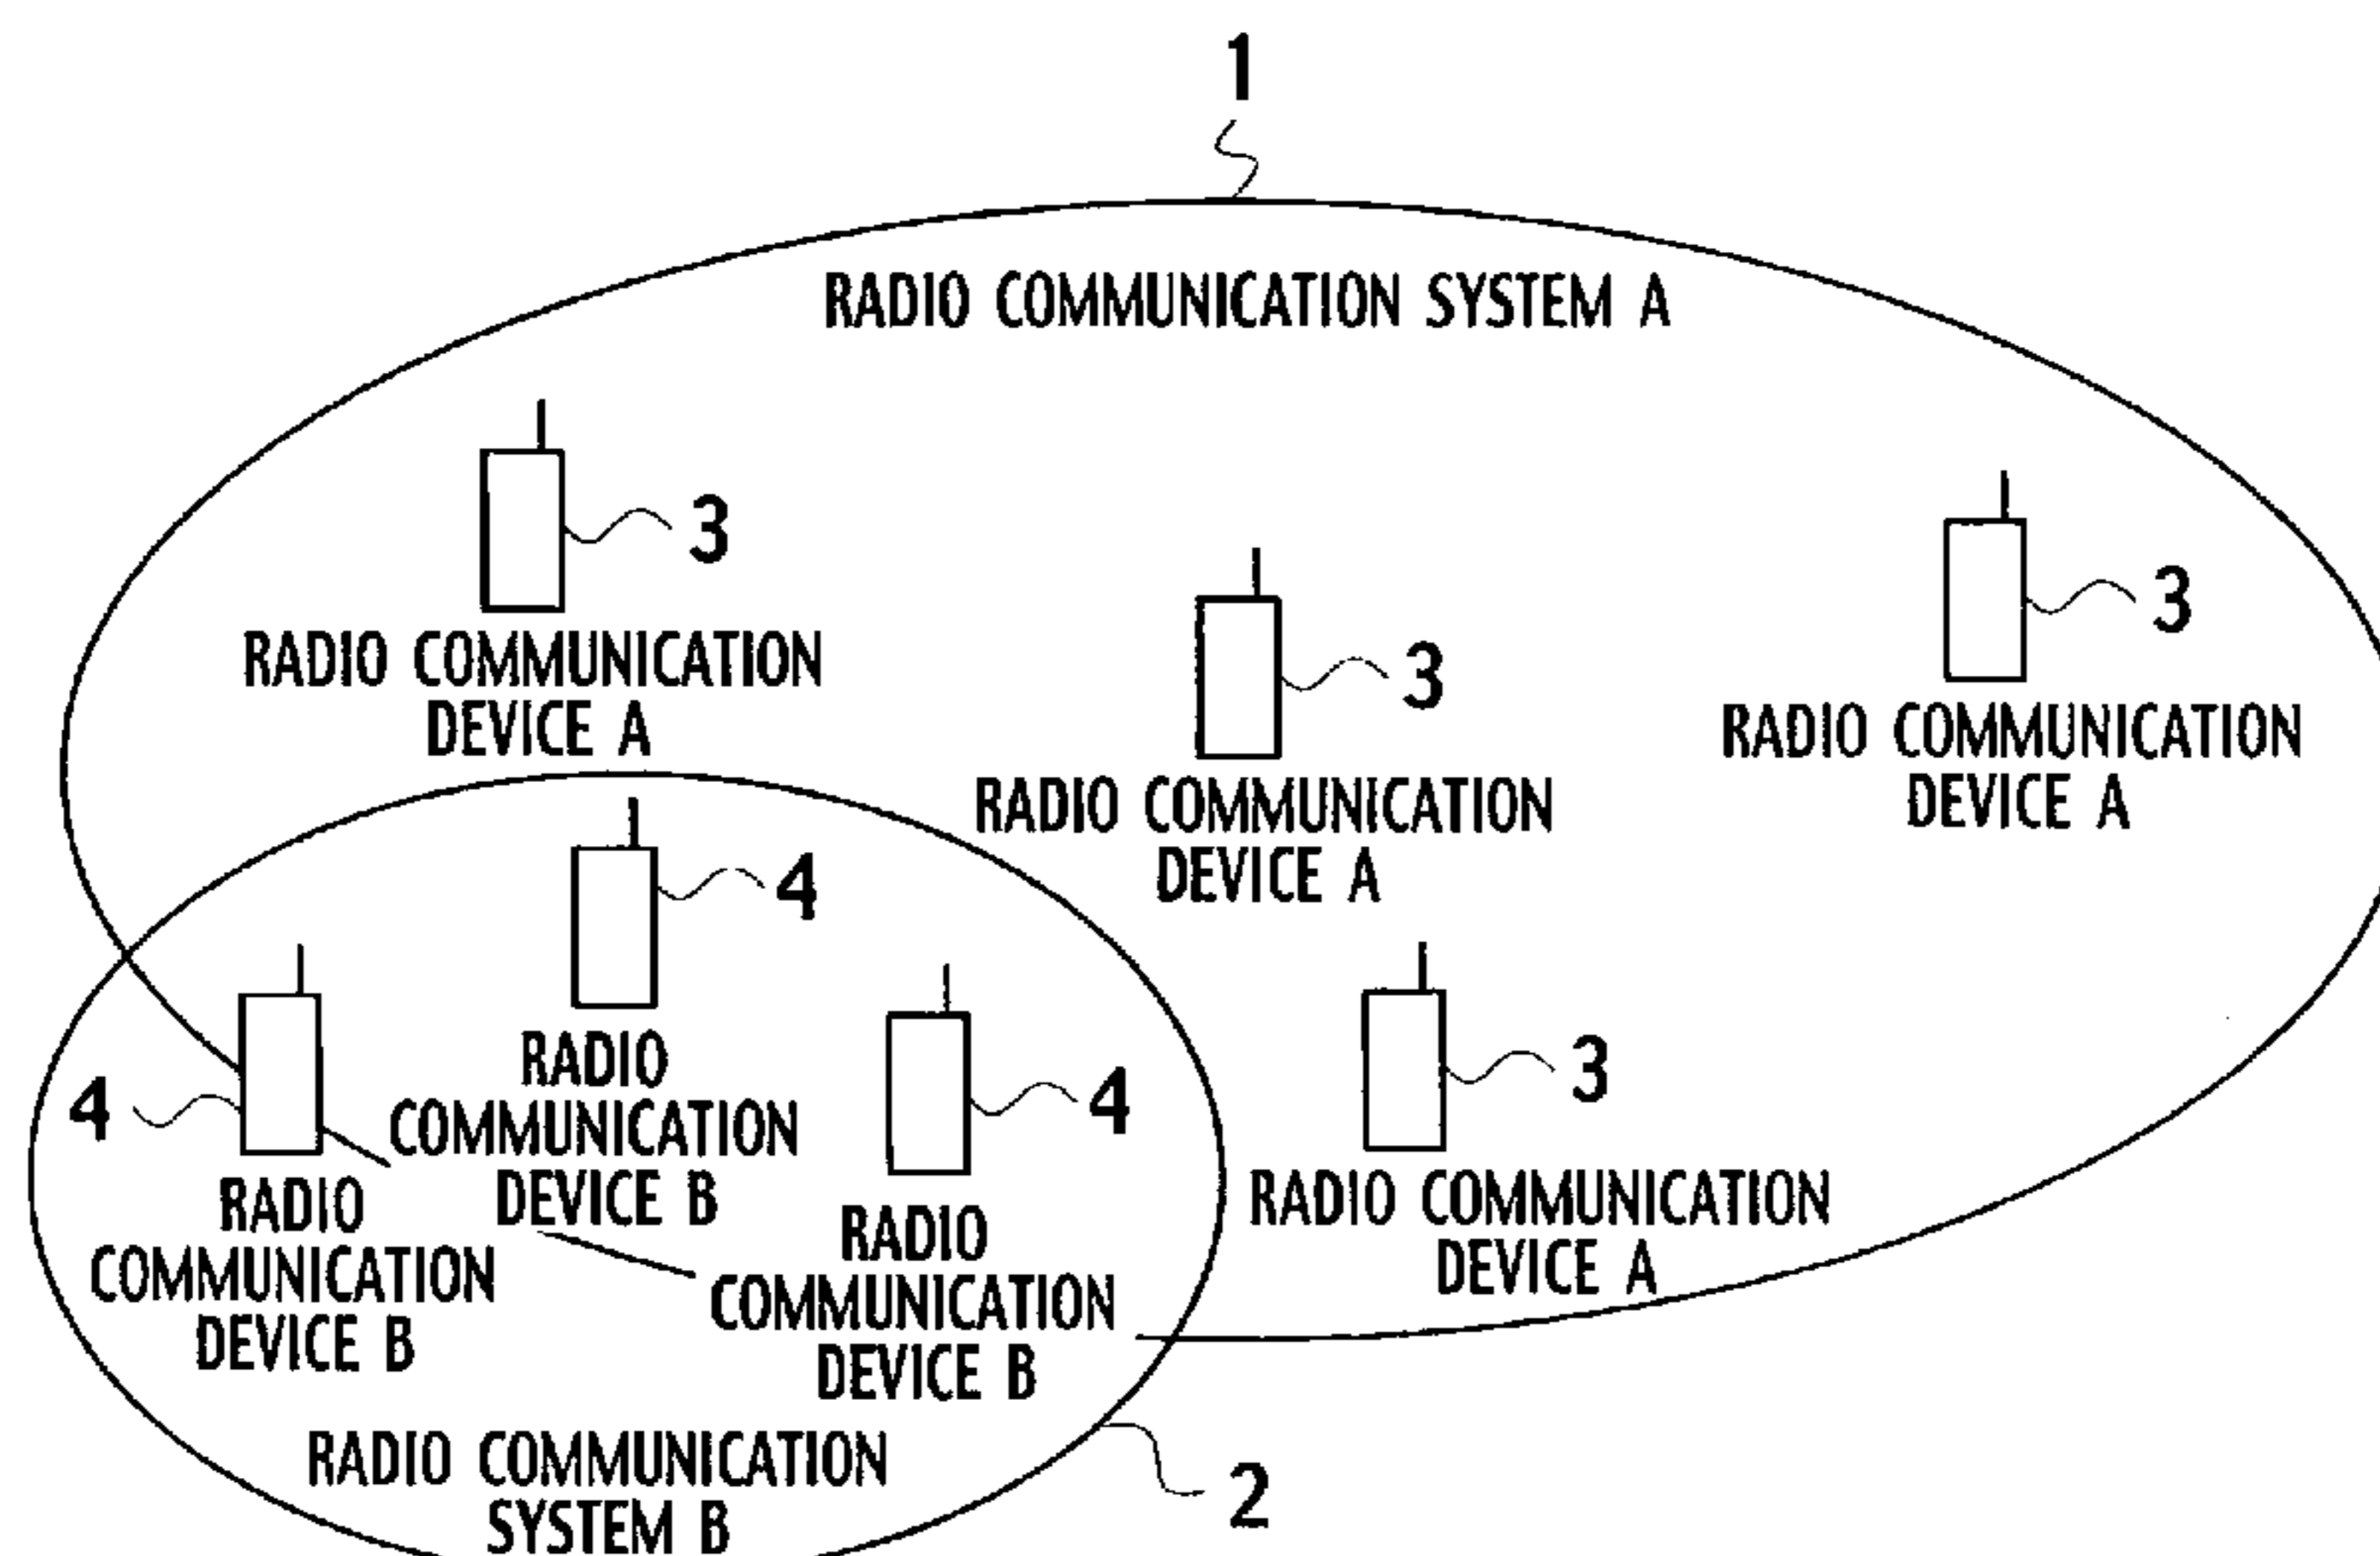 1
RADIO COMMUNICATION SYSTEM A
3
RADIO COMMUNICATION
DEVICE A
3
RADIO COMMUNICATION
DEVICE A
3
RADIO COMMUNICATION
DEVICE A
4
RADIO
COMMUNICATION
DEVICE B
4
RADIO
COMMUNICATION
DEVICE B
4
RADIO
COMMUNICATION
DEVICE B
3
RADIO COMMUNICATION
DEVICE A
RADIO COMMUNICATION
SYSTEM B
2